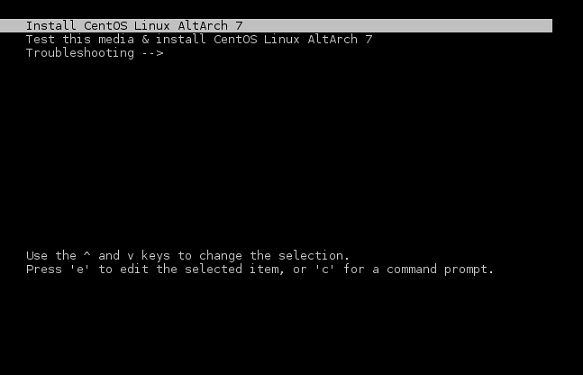 Install CentOS Linux AltArch 7
Test this media & install CentOS Linux AltArch 7
Troubleshooting -->
Use the ^ and v keys to change the selection.
Press 'e' to edit the selected item, or 'c' for a command prompt.